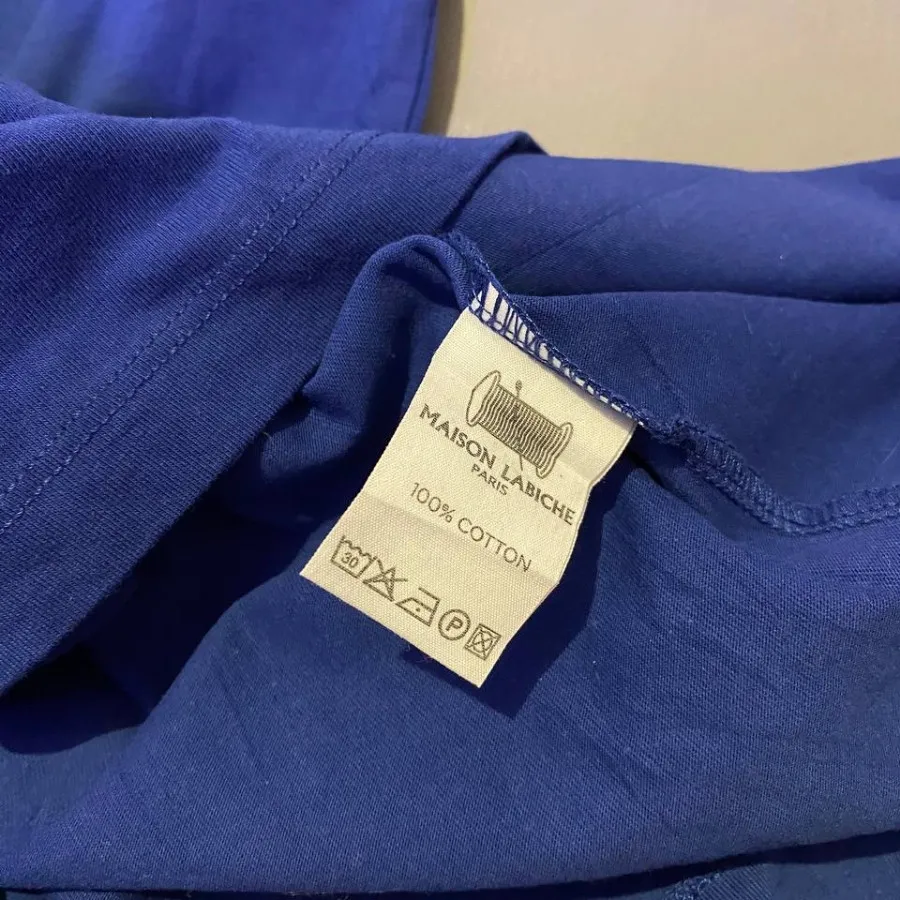 MAISON LABICHE
PARIS
100% COTTON
30 P